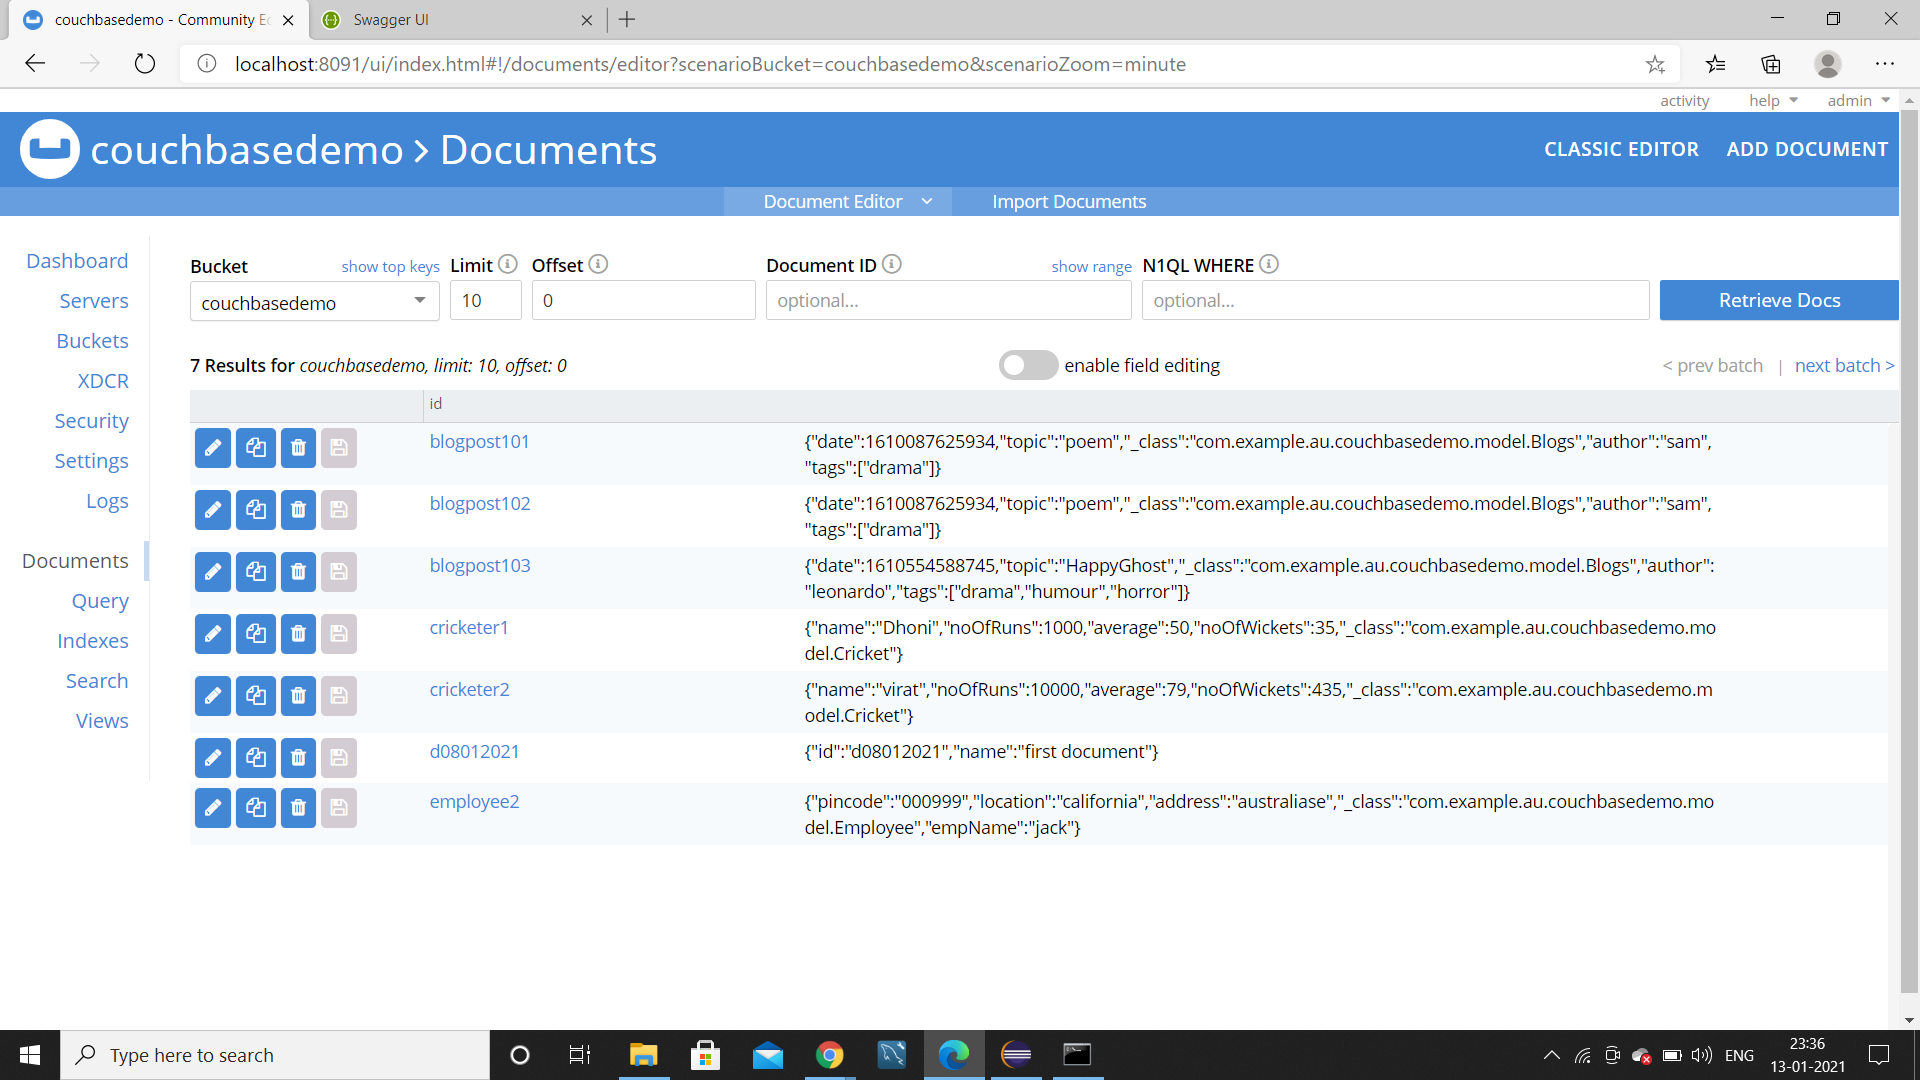 couchbasedemo - Community Ec
Swagger UI
localhost:8091/ui/index.html#!/documents/editor?scenarioBucket=couchbasedemo&scenarioZoom=minute
activity help admin
couchbasedemo > Documents
CLASSIC EDITOR ADD DOCUMENT
Document Editor Import Documents
Dashboard
Servers
Buckets
XDCR
Security
Settings
Logs
Documents
Query
Indexes
Search
Views
Bucket show top keys Limit Offset Document ID show range N1QL WHERE
couchbasedemo 10 0 optional... optional... Retrieve Docs
7 Results for couchbasedemo, limit: 10, offset: 0 enable field editing < prev batch | next batch >
id
blogpost101 {"date":1610087625934,"topic":"poem","_class":"com.example.au.couchbasedemo.model.Blogs","author":"sam",
"tags":["drama"]}
blogpost102 {"date":1610087625934,"topic":"poem","_class":"com.example.au.couchbasedemo.model.Blogs","author":"sam",
"tags":["drama"]}
blogpost103 {"date":1610554588745,"topic":"HappyGhost","_class":"com.example.au.couchbasedemo.model.Blogs","author":
"leonardo","tags":["drama","humour","horror"]}
cricketer1 {"name":"Dhoni","noOfRuns":1000,"average":50,"noOfWickets":35,"_class":"com.example.au.couchbasedemo.mo
del.Cricket"}
cricketer2 {"name":"virat","noOfRuns":10000,"average":79,"noOfWickets":435,"_class":"com.example.au.couchbasedemo.m
odel.Cricket"}
d08012021 {"id":"d08012021","name":"first document"}
employee2 {"pincode":"000999","location":"california","address":"australiase","_class":"com.example.au.couchbasedemo.mo
del.Employee","empName":"jack"}
Type here to search
ENG
23:36
13-01-2021